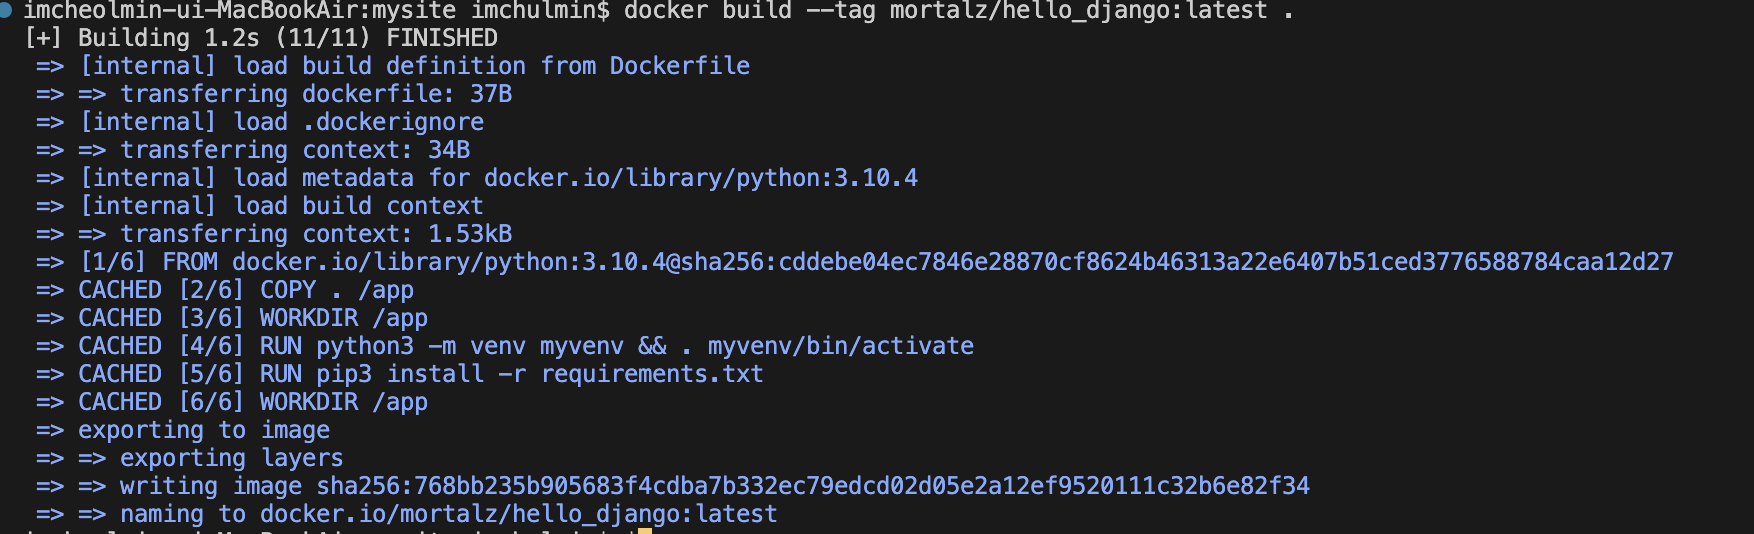 imcheolmin-ui-MacBookAir:mysite imchulmin$ docker build --tag mortalz/hello_django:latest .
[+] Building 1.2s (11/11) FINISHED
=> [internal] load build definition from Dockerfile
=> => transferring dockerfile: 37B
=> [internal] load .dockerignore
=> => transferring context: 34B
=> [internal] load metadata for docker.io/library/python:3.10.4
=> [internal] load build context
=> => transferring context: 1.53kB
=> [1/6] FROM docker.io/library/python:3.10.4@sha256:cddebe04ec7846e28870cf8624b46313a22e6407b51ced3776588784caa12d27
=> CACHED [2/6] COPY . /app
=> CACHED [3/6] WORKDIR /app
=> CACHED [4/6] RUN python3 -m venv myvenv && . myvenv/bin/activate
=> CACHED [5/6] RUN pip3 install -r requirements.txt
=> CACHED [6/6] WORKDIR /app
=> exporting to image
=> => exporting layers
=> => writing image sha256:768bb235b905683f4cdba7b332ec79edcd02d05e2a12ef9520111c32b6e82f34
=> => naming to docker.io/mortalz/hello_django:latest